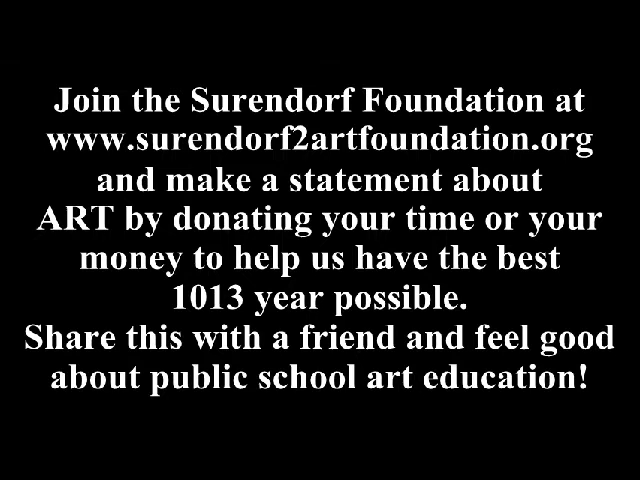 Join the Surendorf Foundation at
www.surendorf2artfoundation.org
and make a statement about
ART by donating your time or your
money to help us have the best
1013 year possible.
Share this with a friend and feel good
about public school art education!